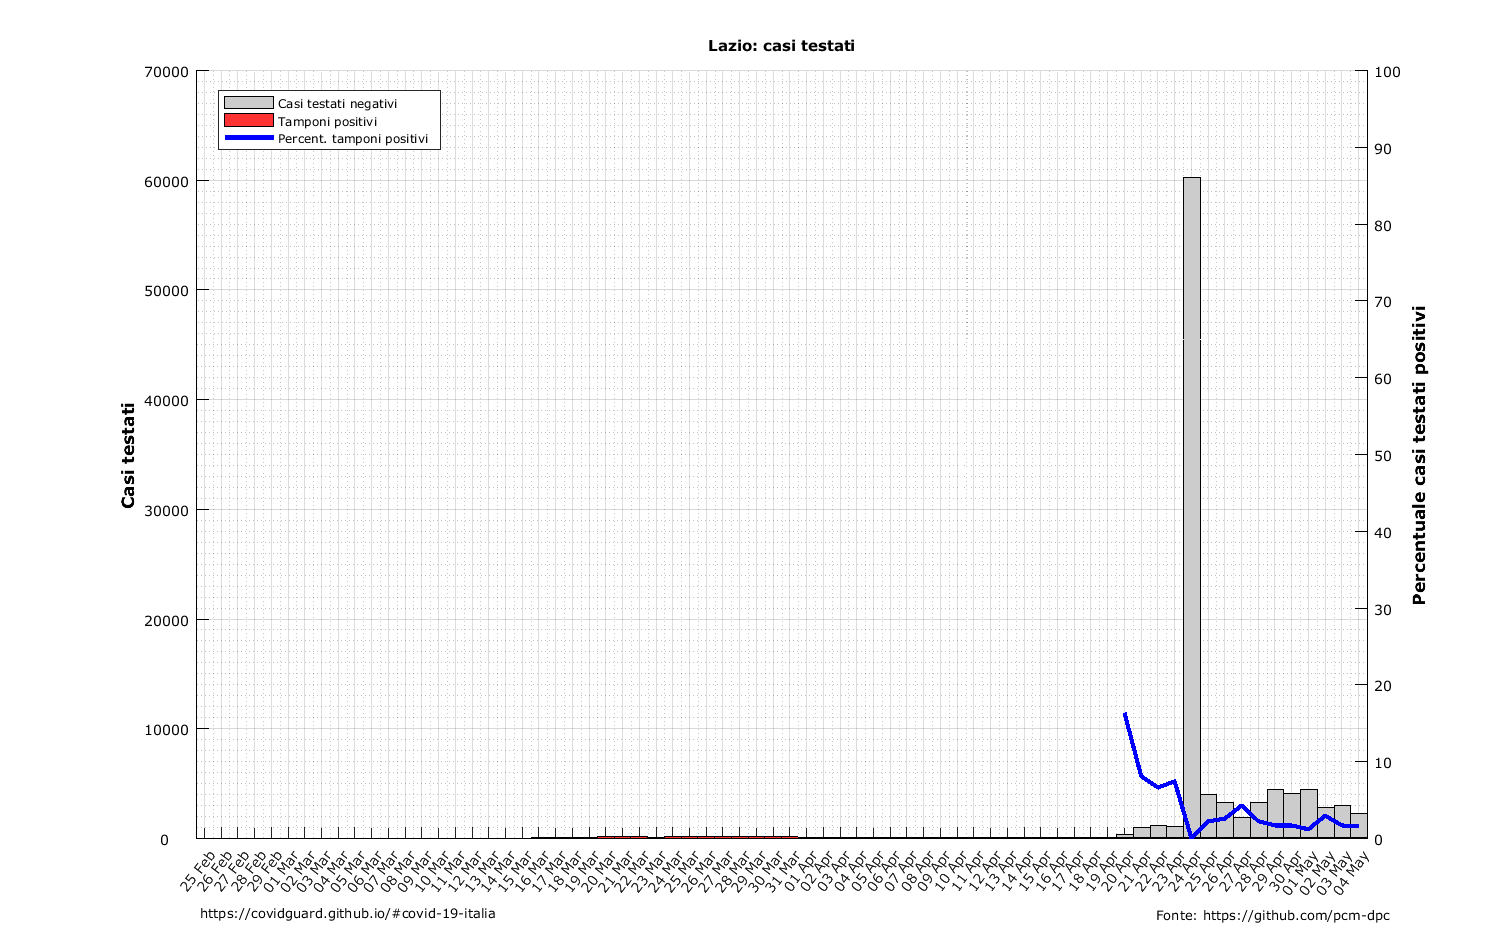 Lazio: casi testati
70000
60000
50000
40000
30000
20000
10000
0
Casi testati
Casi testati negativi
Tamponi positivi
Percent. tamponi positivi
100
90
80
70
60
50
40
30
20
10
0
Percentuale casi testati positivi
25 Feb
26 Feb
27 Feb
28 Feb
29 Feb
01 Mar
02 Mar
03 Mar
04 Mar
05 Mar
06 Mar
07 Mar
08 Mar
09 Mar
10 Mar
11 Mar
12 Mar
13 Mar
14 Mar
15 Mar
16 Mar
17 Mar
18 Mar
19 Mar
20 Mar
21 Mar
22 Mar
23 Mar
24 Mar
25 Mar
26 Mar
27 Mar
28 Mar
29 Mar
30 Mar
31 Mar
01 Apr
02 Apr
03 Apr
04 Apr
05 Apr
06 Apr
07 Apr
08 Apr
09 Apr
10 Apr
11 Apr
12 Apr
13 Apr
14 Apr
15 Apr
16 Apr
17 Apr
18 Apr
19 Apr
20 Apr
21 Apr
22 Apr
23 Apr
24 Apr
25 Apr
26 Apr
27 Apr
28 Apr
29 Apr
30 Apr
01 May
02 May
03 May
04 May
https://covidguard.github.io/#covid-19-italia
Fonte: https://github.com/pcm-dpc